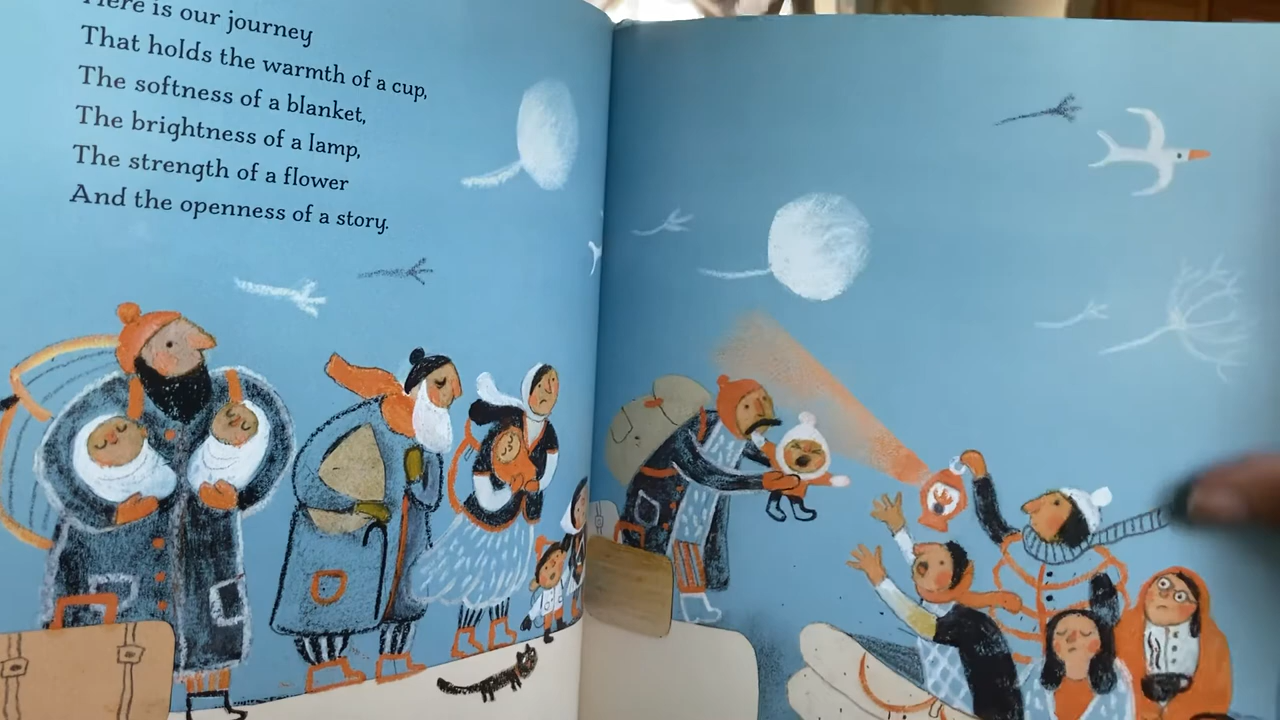 Here is our journey
That holds the warmth of a cup,
The softness of a blanket,
The brightness of a lamp,
The strength of a flower
And the openness of a story.